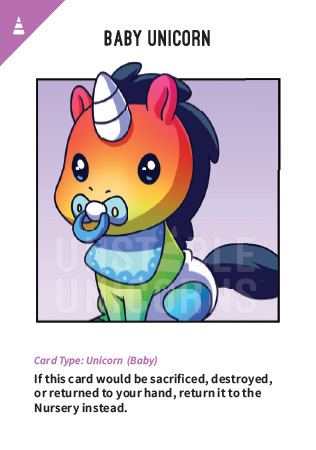 BABY UNICORN
UNSTABLE
UNICORNS
Card Type: Unicorn (Baby)
If this card would be sacrificed, destroyed,
or returned to your hand, return it to the
Nursery instead.